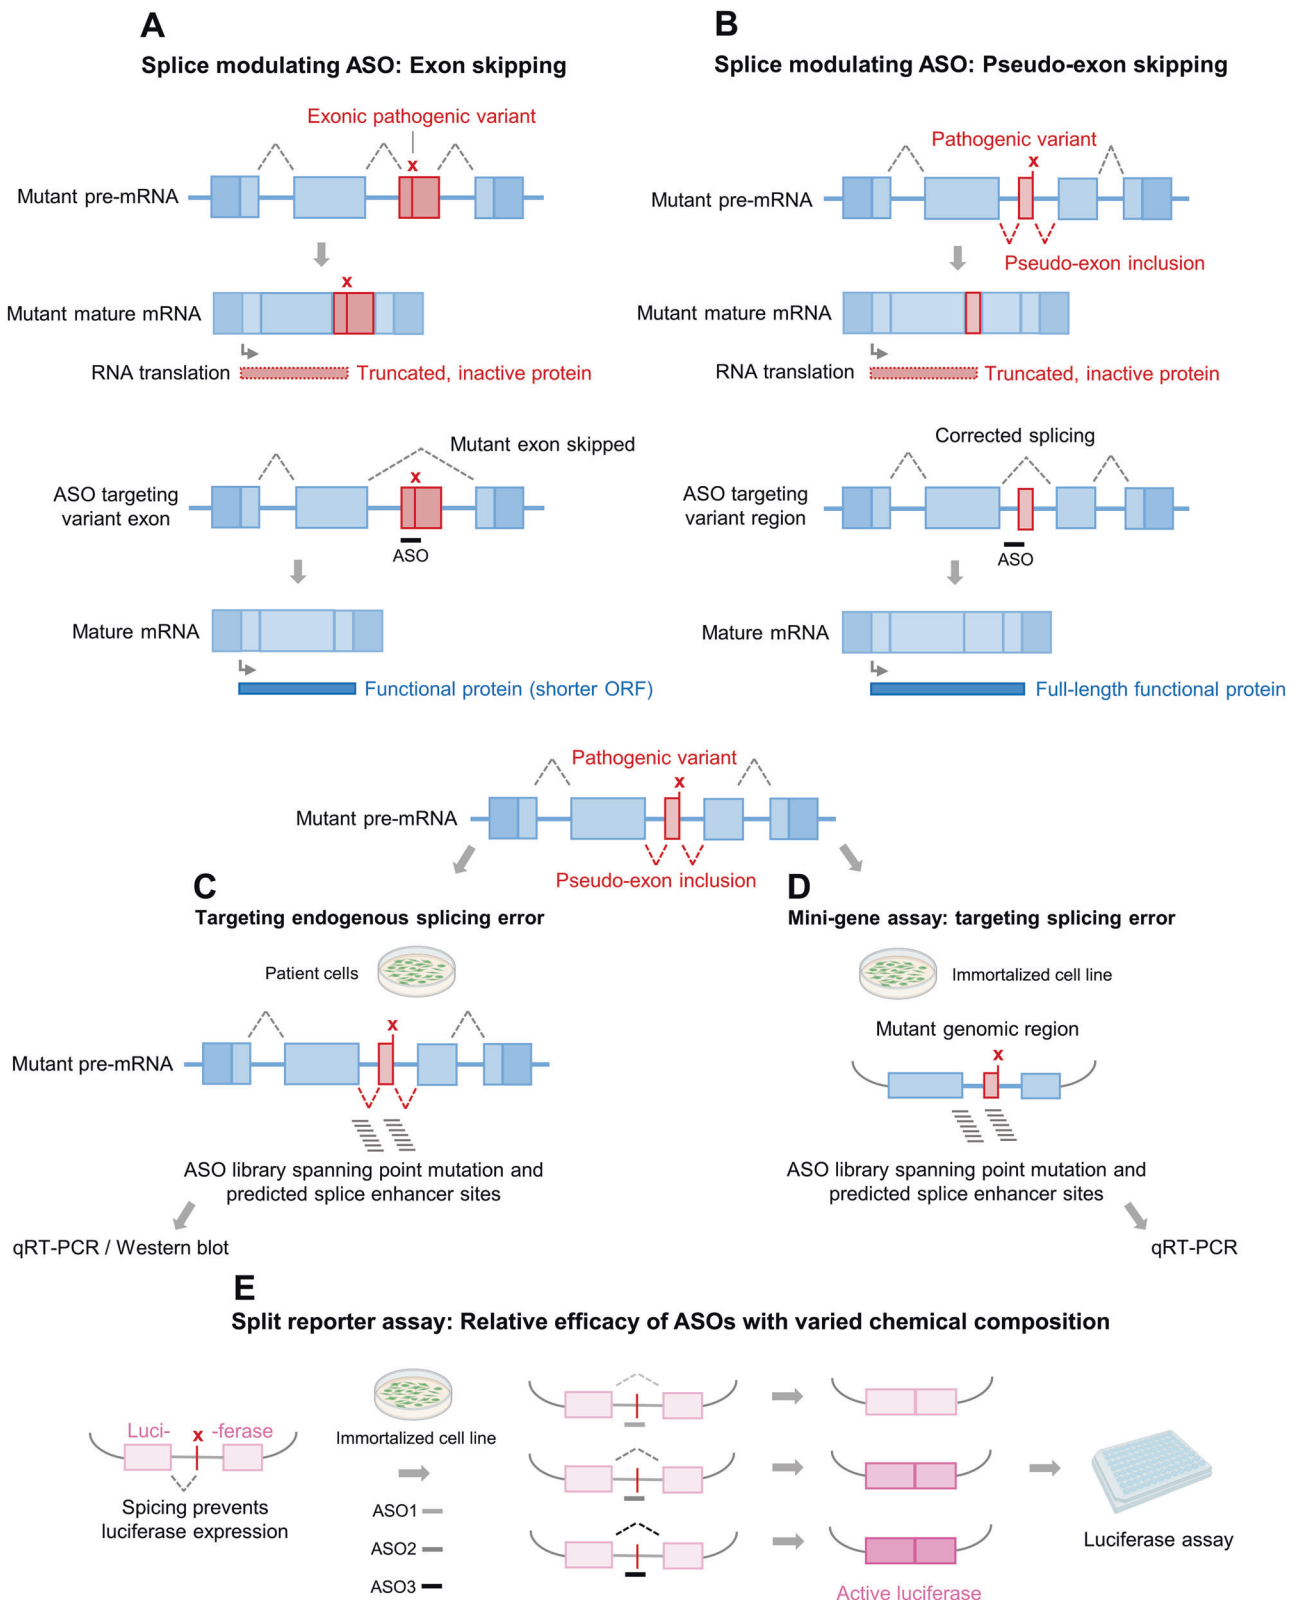 A
Splice modulating ASO: Exon skipping
Exonic pathogenic variant
x
Mutant pre-mRNA
x
Mutant mature mRNA
RNA translation
Truncated, inactive protein
Mutant exon skipped
x
ASO targeting
variant exon
ASO
Mature mRNA
Functional protein (shorter ORF)
B
Splice modulating ASO: Pseudo-exon skipping
Pathogenic variant
x
Mutant pre-mRNA
Pseudo-exon inclusion
Mutant mature mRNA
RNA translation
Truncated, inactive protein
Corrected splicing
ASO targeting
variant region
ASO
Mature mRNA
Full-length functional protein
Pathogenic variant
x
Mutant pre-mRNA
Pseudo-exon inclusion
C
Targeting endogenous splicing error
Patient cells
x
Mutant pre-mRNA
ASO library spanning point mutation and
predicted splice enhancer sites
qRT-PCR / Western blot
D
Mini-gene assay: targeting splicing error
Immortalized cell line
Mutant genomic region
x
ASO library spanning point mutation and
predicted splice enhancer sites
qRT-PCR
E
Split reporter assay: Relative efficacy of ASOs with varied chemical composition
Luci- x -ferase
Spicing prevents
luciferase expression
Immortalized cell line
ASO1
ASO2
ASO3
Active luciferase
Luciferase assay